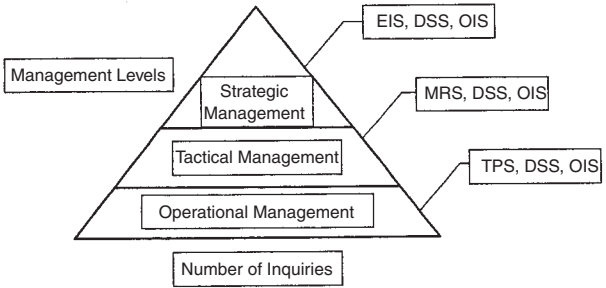 EIS, DSS, OIS
Management Levels
Strategic
Management
MRS, DSS, OIS
Tactical Management
TPS, DSS, OIS
Operational Management
Number of Inquiries